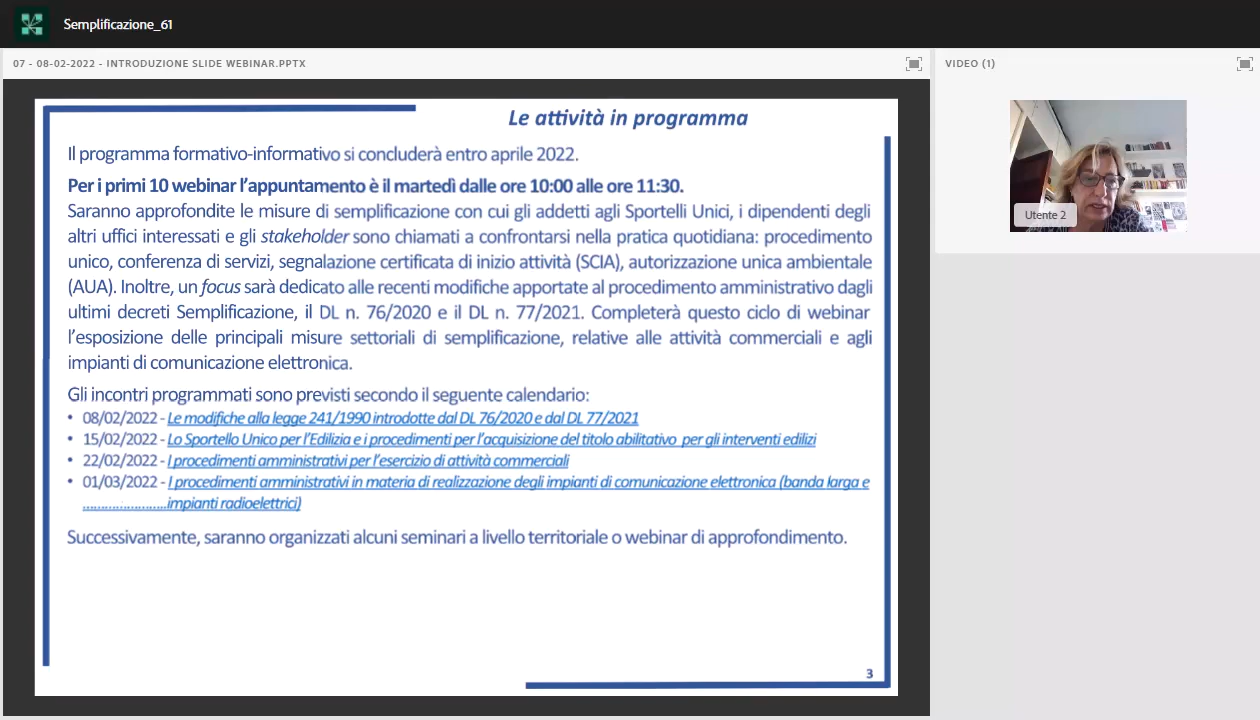 Semplificazione_61
07 - 08-02-2022 - INTRODUZIONE SLIDE WEBINAR.PPTX
VIDEO (1)
Le attività in programma
Il programma formativo-informativo si concluderà entro aprile 2022.
Per i primi 10 webinar l'appuntamento è il martedì dalle ore 10:00 alle ore 11:30.
Saranno approfondite le misure di semplificazione con cui gli addetti agli Sportelli Unici, i dipendenti degli
altri uffici interessati e gli stakeholder sono chiamati a confrontarsi nella pratica quotidiana: procedimento
unico, conferenza di servizi, segnalazione certificata di inizio attività (SCIA), autorizzazione unica ambientale
(AUA). Inoltre, un focus sarà dedicato alle recenti modifiche apportate al procedimento amministrativo dagli
ultimi decreti Semplificazione, il DL n. 76/2020 e il DL n. 77/2021. Completerà questo ciclo di webinar
l'esposizione delle principali misure settoriali di semplificazione, relative alle attività commerciali e agli
impianti di comunicazione elettronica.
Gli incontri programmati sono previsti secondo il seguente calendario:
• 08/02/2022 - Le modifiche alla legge 241/1990 introdotte dal DL 76/2020 e dal DL 77/2021
• 15/02/2022 - Lo Sportello Unico per l'Edilizia e i procedimenti per l'acquisizione del titolo abilitativo per gli interventi edilizi
• 22/02/2022 - I procedimenti amministrativi per l'esercizio di attività commerciali
• 01/03/2022 - I procedimenti amministrativi in materia di realizzazione degli impianti di comunicazione elettronica (banda larga e
........................impianti radioelettrici)
Successivamente, saranno organizzati alcuni seminari a livello territoriale o webinar di approfondimento.
3
Utente 2